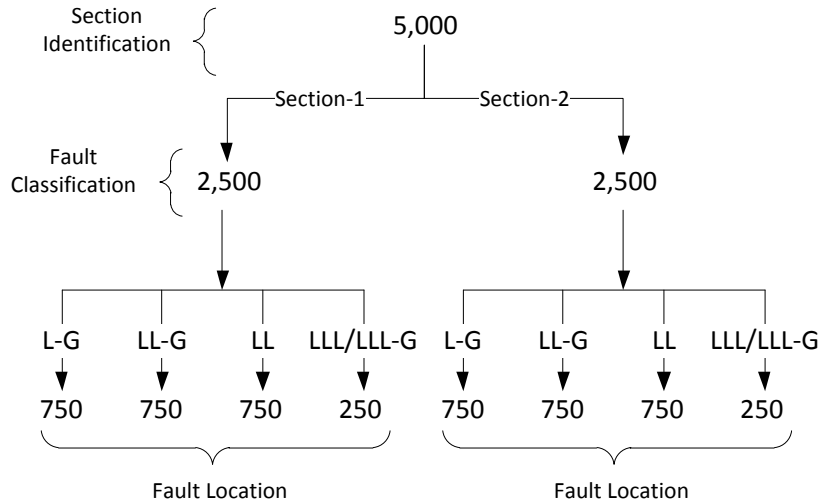 Section
Identification
5,000
Section-1
Section-2
Fault
Classification
2,500
2,500
L-G LL-G LL LLL/LLL-G
L-G LL-G LL LLL/LLL-G
750 750 750 250
750 750 750 250
Fault Location
Fault Location